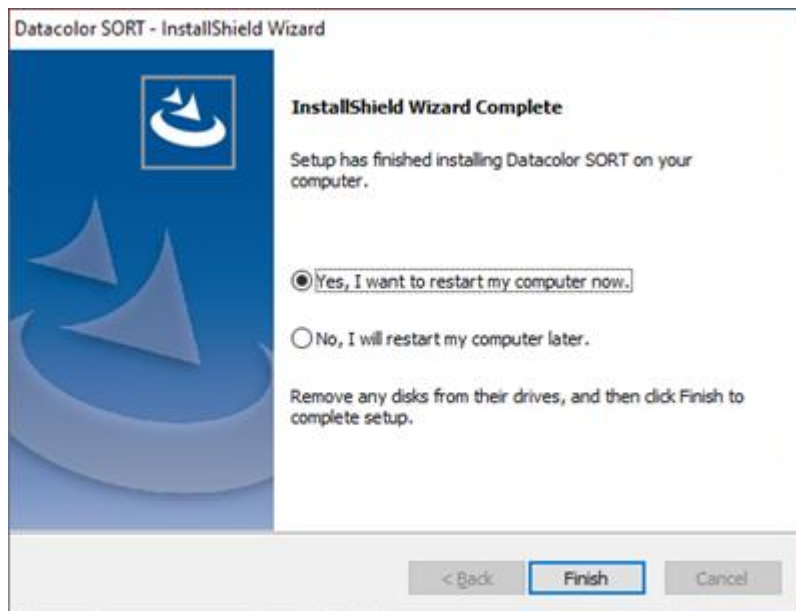 Datacolor SORT - InstallShield Wizard
InstallShield Wizard Complete
Setup has finished installing Datacolor SORT on your
computer.
Yes, I want to restart my computer now.
No, I will restart my computer later.
Remove any disks from their drives, and then click Finish to
complete setup.
< Back
Finish
Cancel